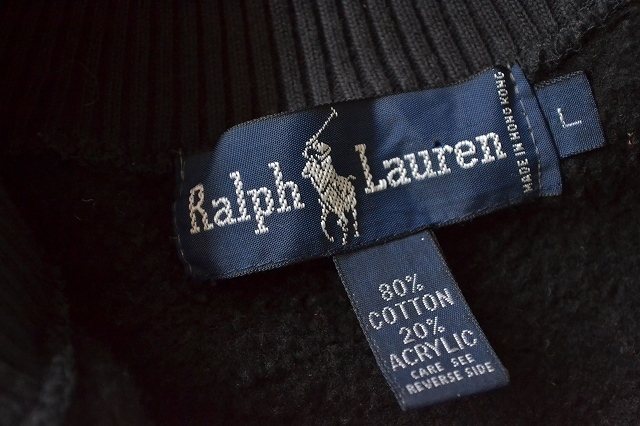 Ralph Lauren
MADE IN HONG KONG
L
80%
COTTON
20%
ACRYLIC
CARE SEE
REVERSE SIDE